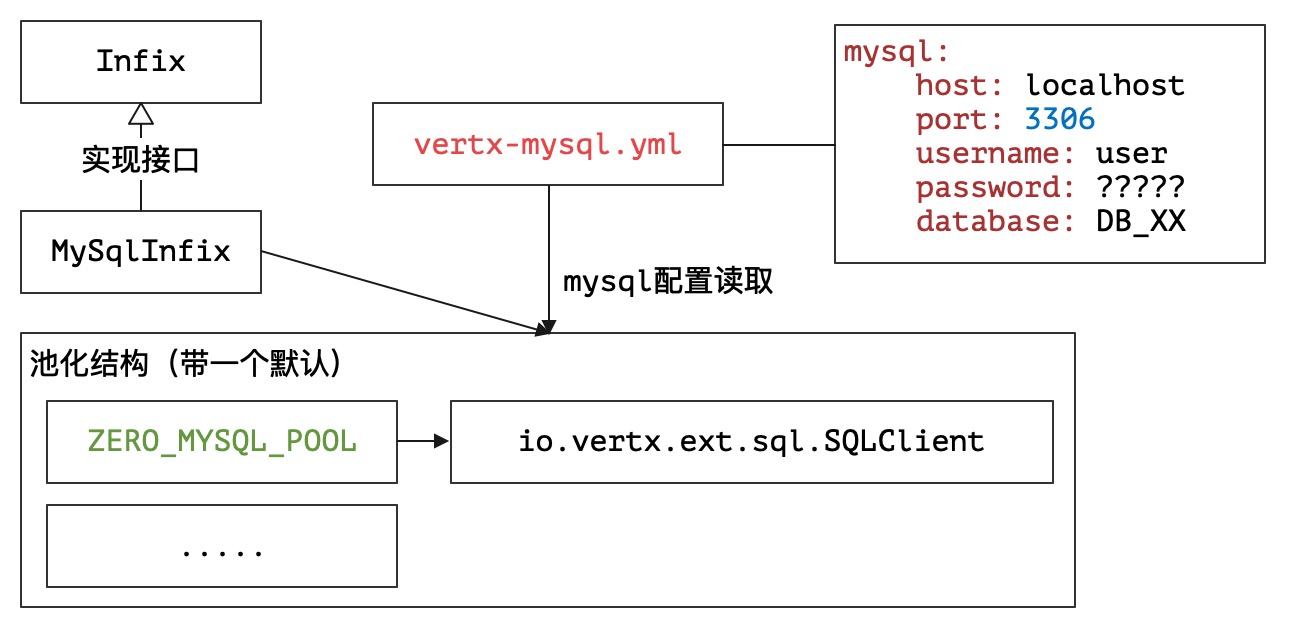 Infix
实现接口
MySqlInfix
vertx-mysql.yml
mysql:
host: localhost
port: 3306
username: user
password: ?????
database: DB_XX
mysql配置读取
池化结构（带一个默认）
ZERO_MYSQL_POOL
io.vertx.ext.sql.SQLClient
.....